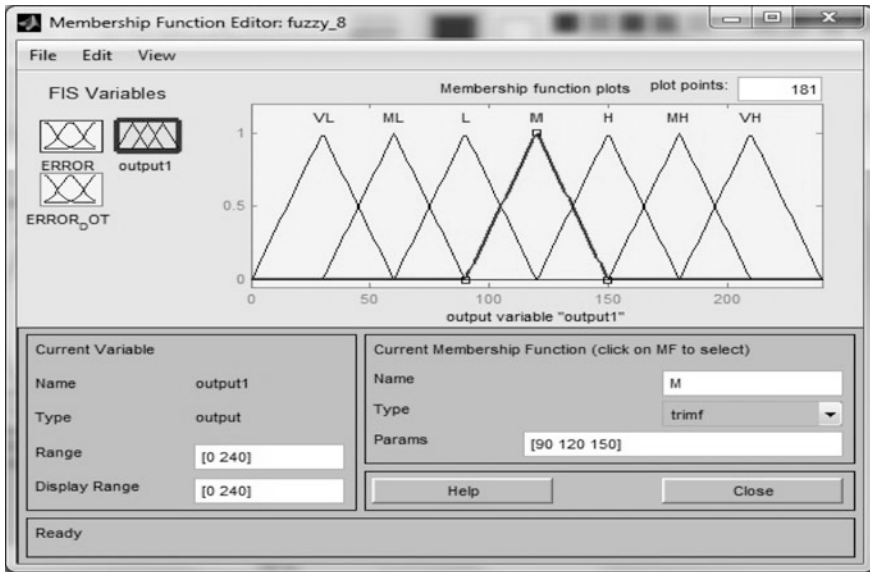 Membership Function Editor: fuzzy_8
File Edit View
FIS Variables
Membership function plots plot points: 181
VL ML L M H MH VH
ERROR output1
ERROR_DOT
1
0.5
0
0 50 100 150 200
output variable "output1"
Current Variable
Name output1
Type output
Range [0 240]
Display Range [0 240]
Current Membership Function (click on MF to select)
Name M
Type trimf
Params [90 120 150]
Help Close
Ready